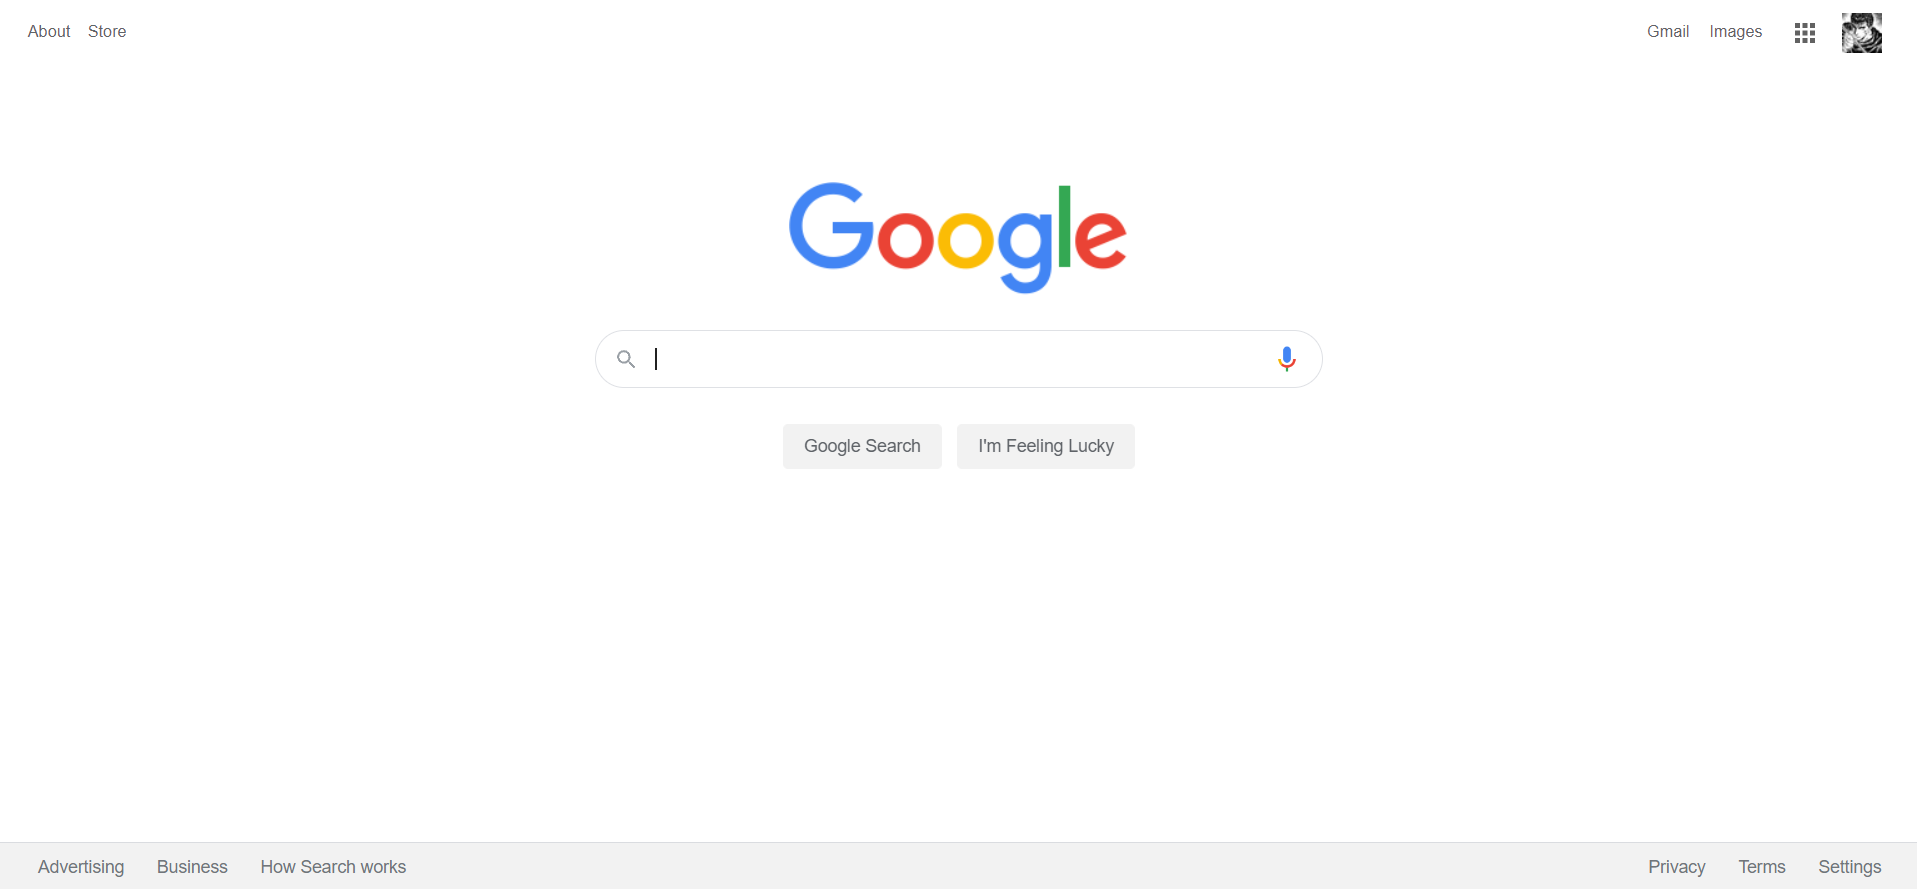 About Store
Gmail Images
Google
Google Search I'm Feeling Lucky
Advertising Business How Search works
Privacy Terms Settings